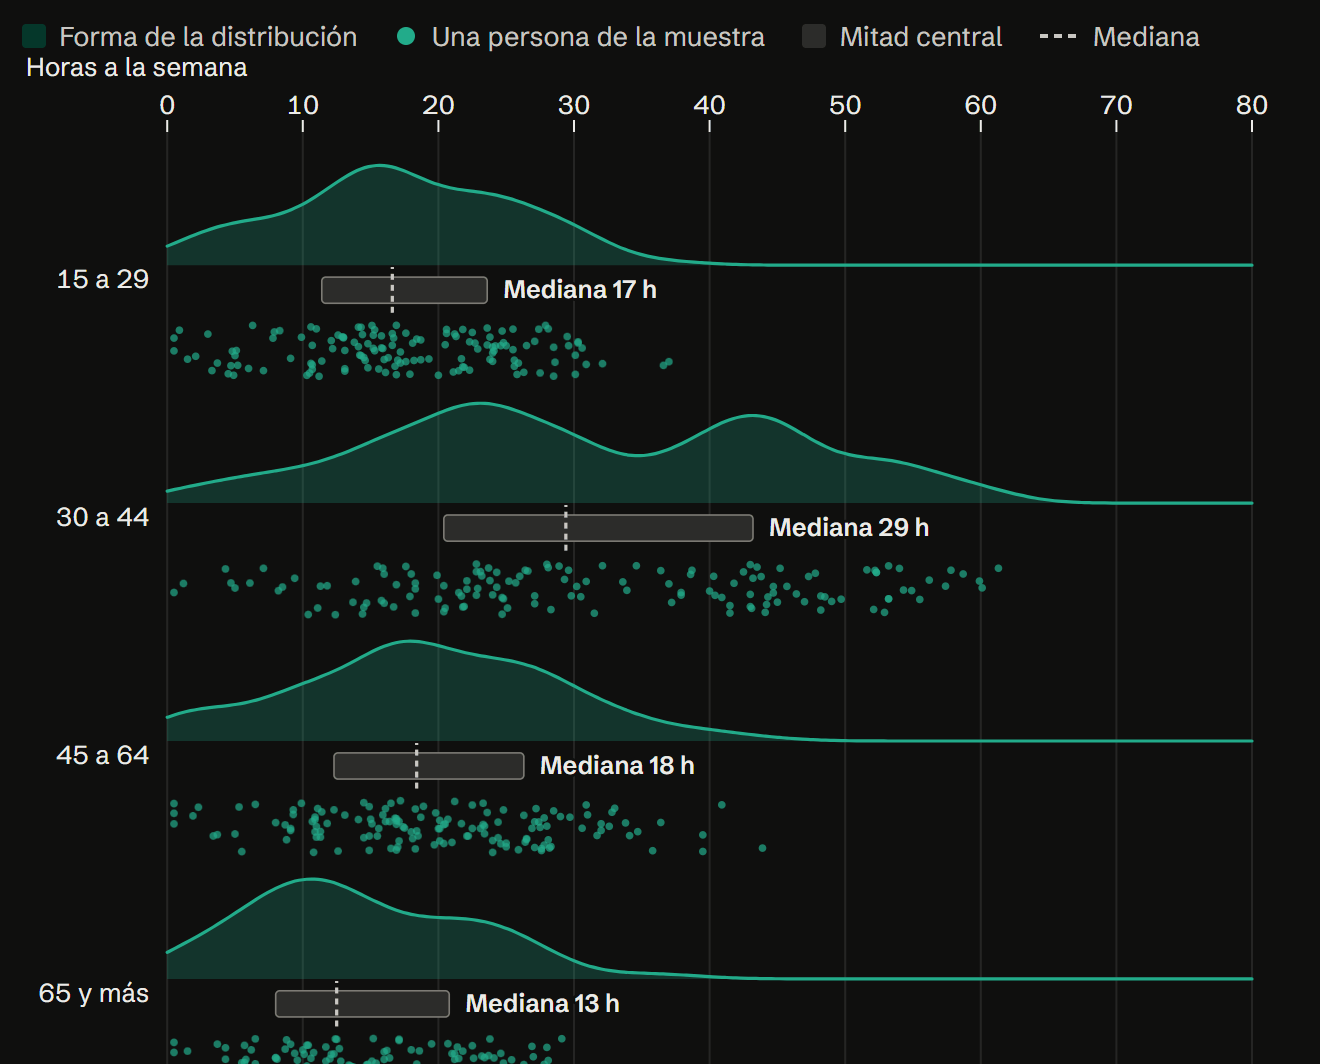 Forma de la distribución Una persona de la muestra Mitad central Mediana
Horas a la semana
0 10 20 30 40 50 60 70 80
15 a 29
Mediana 17 h
30 a 44
Mediana 29 h
45 a 64
Mediana 18 h
65 y más
Mediana 13 h